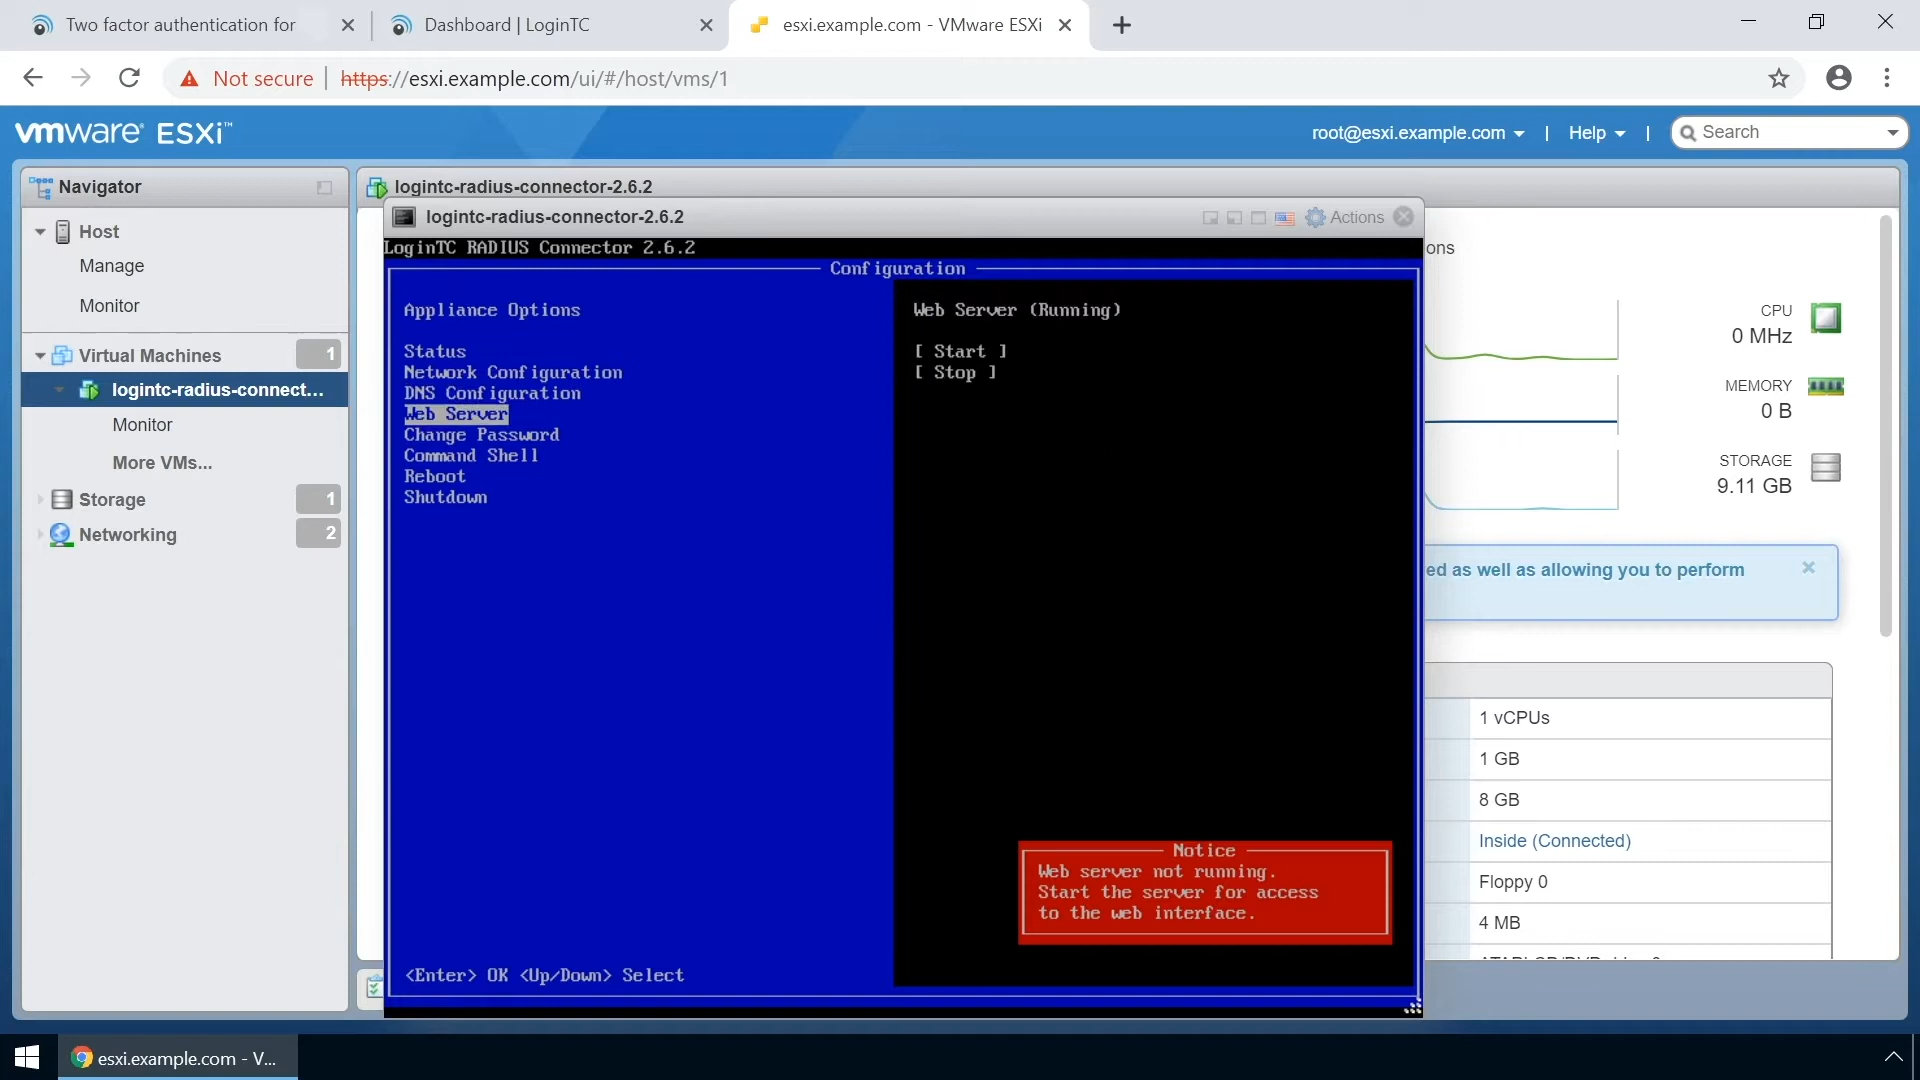 Two factor authentication for
Dashboard | LoginTC
esxi.example.com - VMware ESXi
Not secure
https://esxi.example.com/ui/#/host/vms/1
vmware ESXi™
root@esxi.example.com
|
Help
|
Search
Navigator
Host
Manage
Monitor
Virtual Machines
1
logintc-radius-connect...
Monitor
More VMs...
Storage
1
Networking
2
logintc-radius-connector-2.6.2
logintc-radius-connector-2.6.2
Actions
LoginTC RADIUS Connector 2.6.2
Configuration
Appliance Options
Status
Network Configuration
DNS Configuration
Web Server
Change Password
Command Shell
Reboot
Shutdown
<Enter> OK <Up/Down> Select
Web Server (Running)
[ Start ]
[ Stop ]
Notice
Web server not running.
Start the server for access
to the web interface.
ons
CPU
0 MHz
MEMORY
0 B
STORAGE
9.11 GB
ed as well as allowing you to perform
1 vCPUs
1 GB
8 GB
Inside (Connected)
Floppy 0
4 MB
esxi.example.com - V...